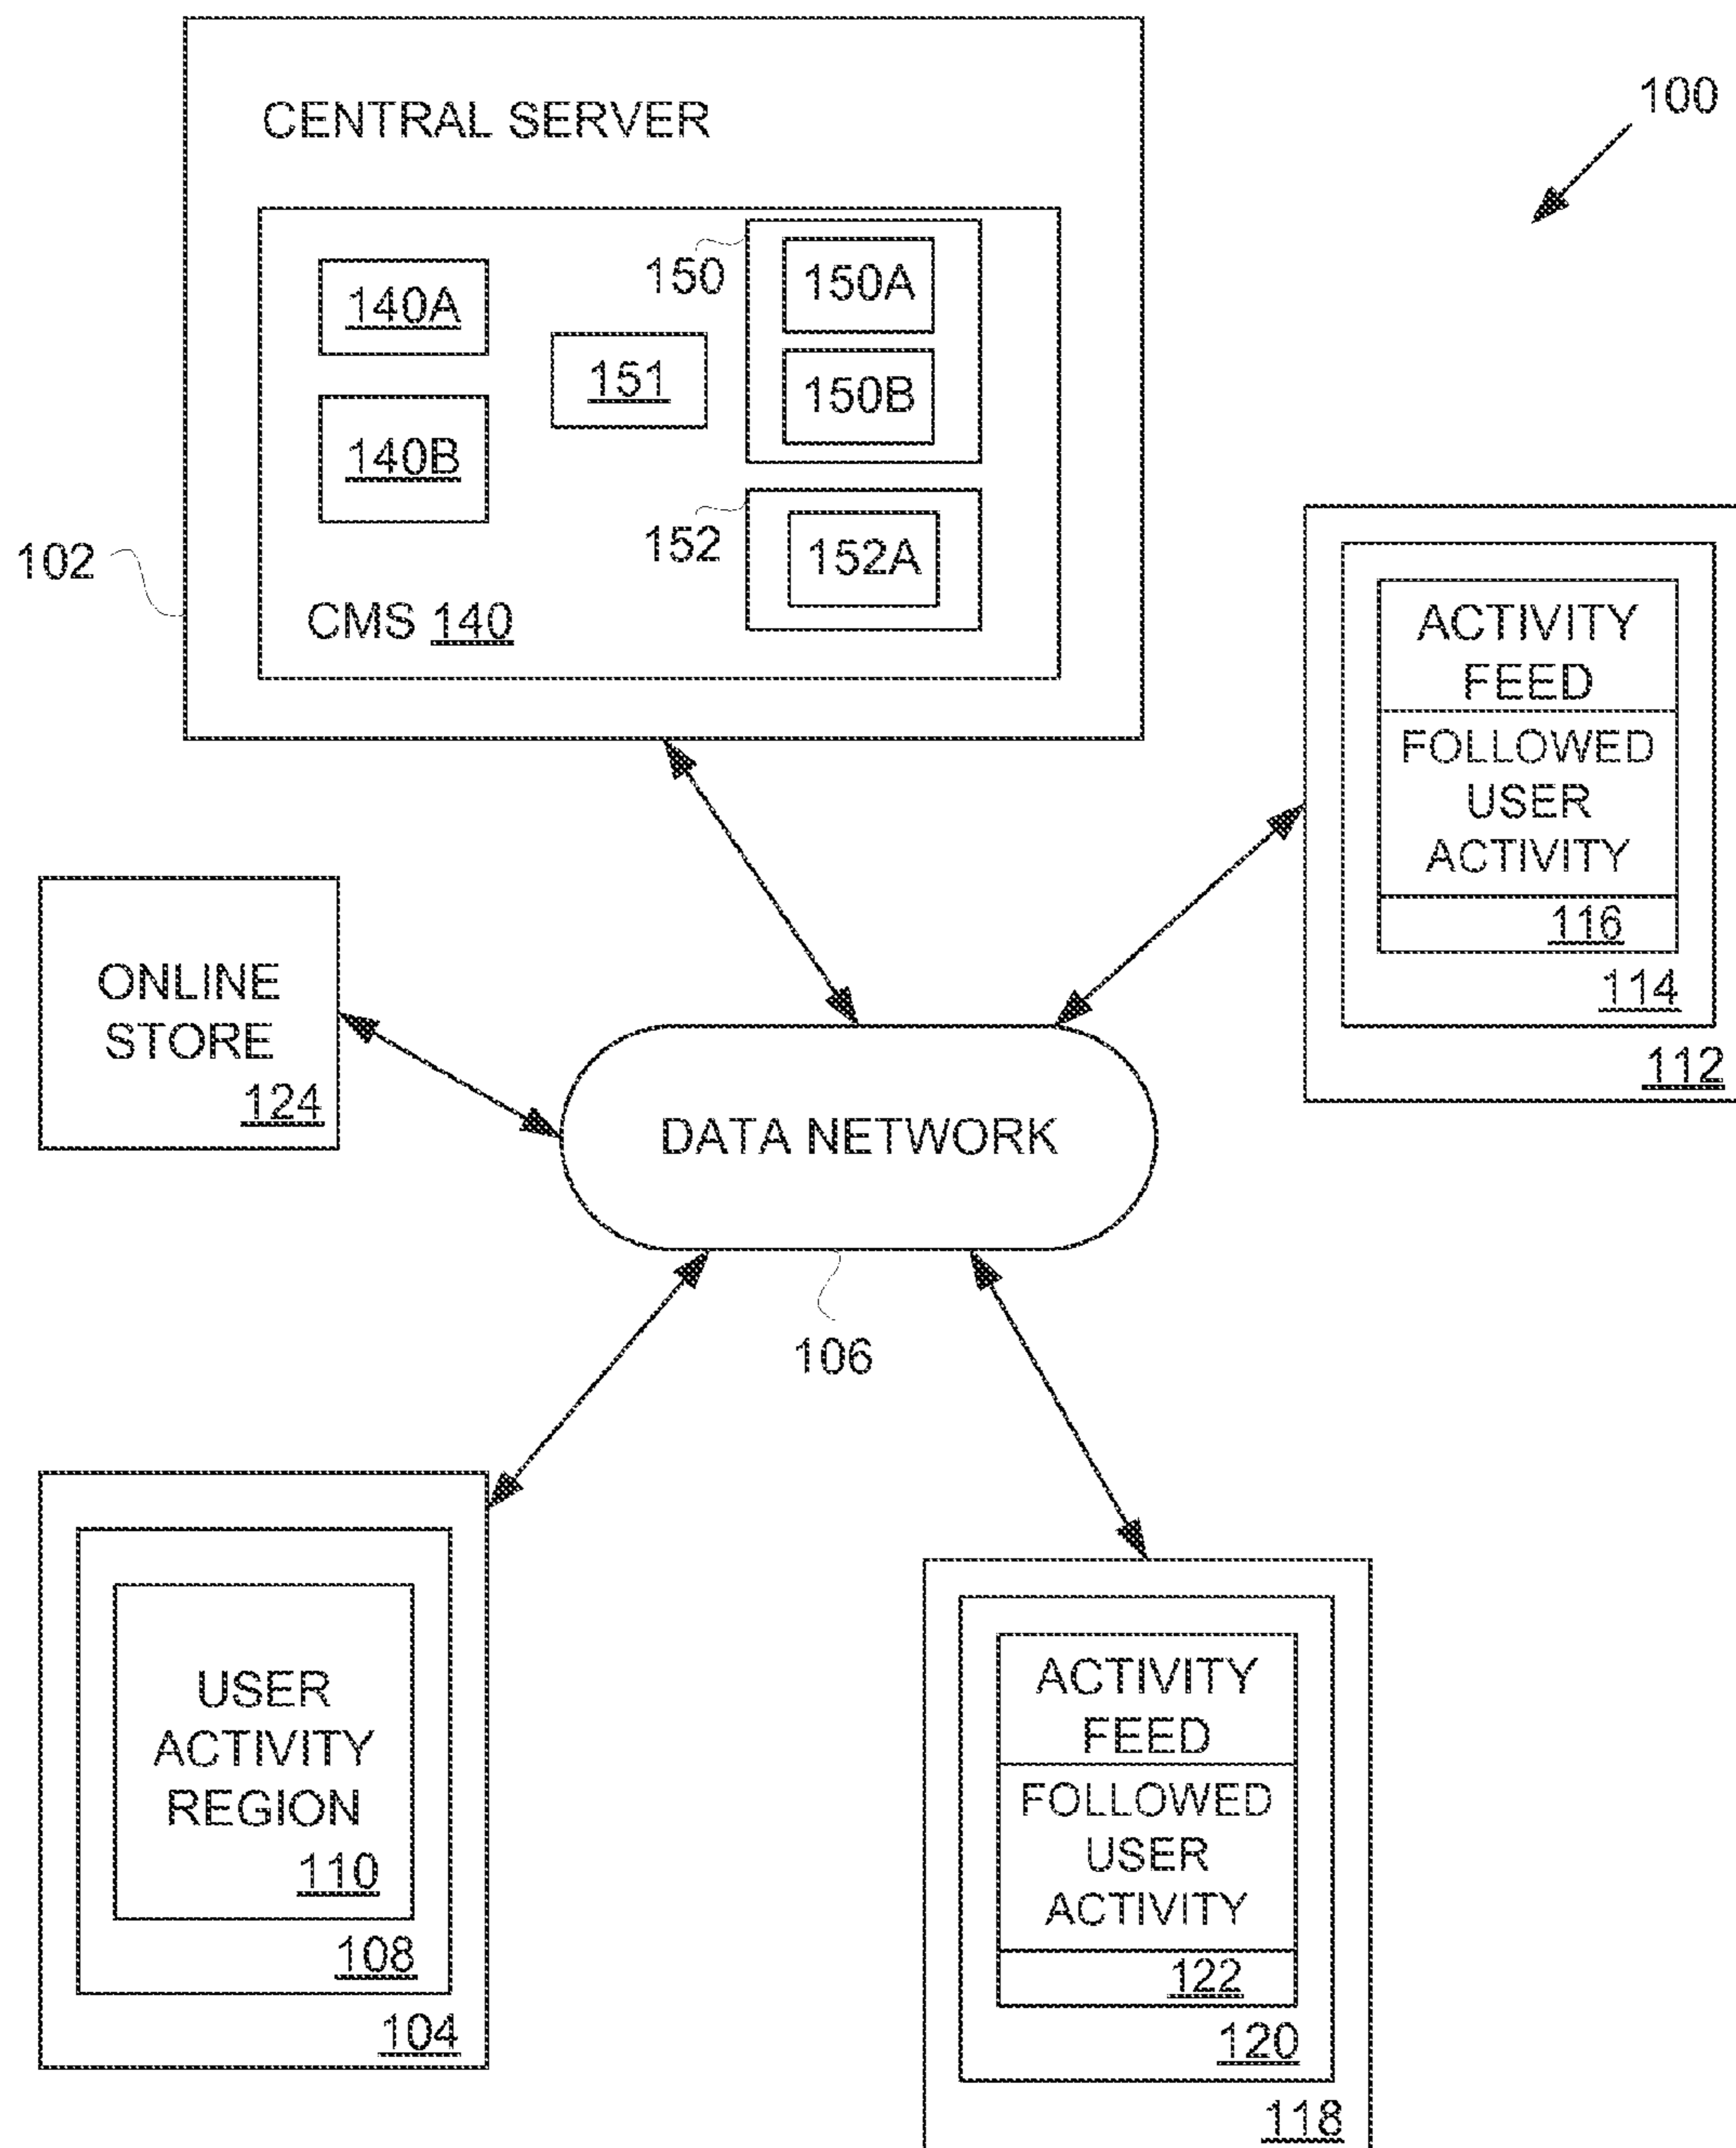 100
CENTRAL SERVER
140A
140B
151
150
150A
150B
152
152A
CMS 140
102
ACTIVITY
FEED
FOLLOWED
USER
ACTIVITY
116
114
112
ONLINE
STORE
124
DATA NETWORK
106
USER
ACTIVITY
REGION
110
108
104
ACTIVITY
FEED
FOLLOWED
USER
ACTIVITY
122
120
118